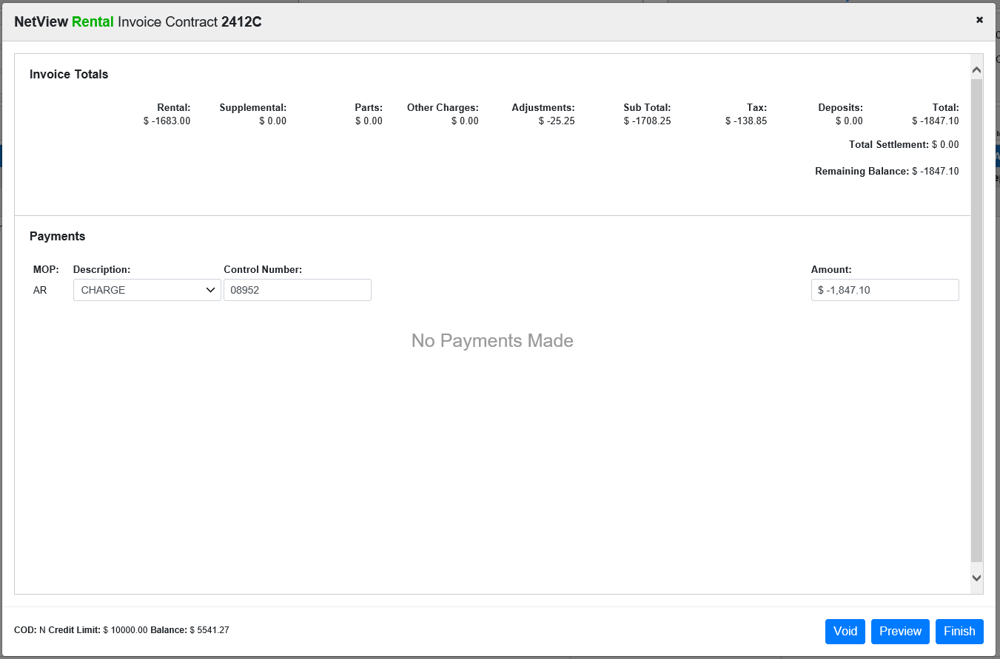 NetView Rental Invoice Contract 2412C
Invoice Totals
Rental: Supplemental: Parts: Other Charges: Adjustments: Sub Total: Tax: Deposits: Total:
$ -1683.00 $ 0.00 $ 0.00 $ 0.00 $ -25.25 $ -1708.25 $ -138.85 $ 0.00 $ -1847.10
Total Settlement: $ 0.00
Remaining Balance: $ -1847.10
Payments
MOP: Description: Control Number: Amount:
AR CHARGE 08952 $ -1,847.10
No Payments Made
COD: N Credit Limit: $ 10000.00 Balance: $ 5541.27
Void Preview Finish